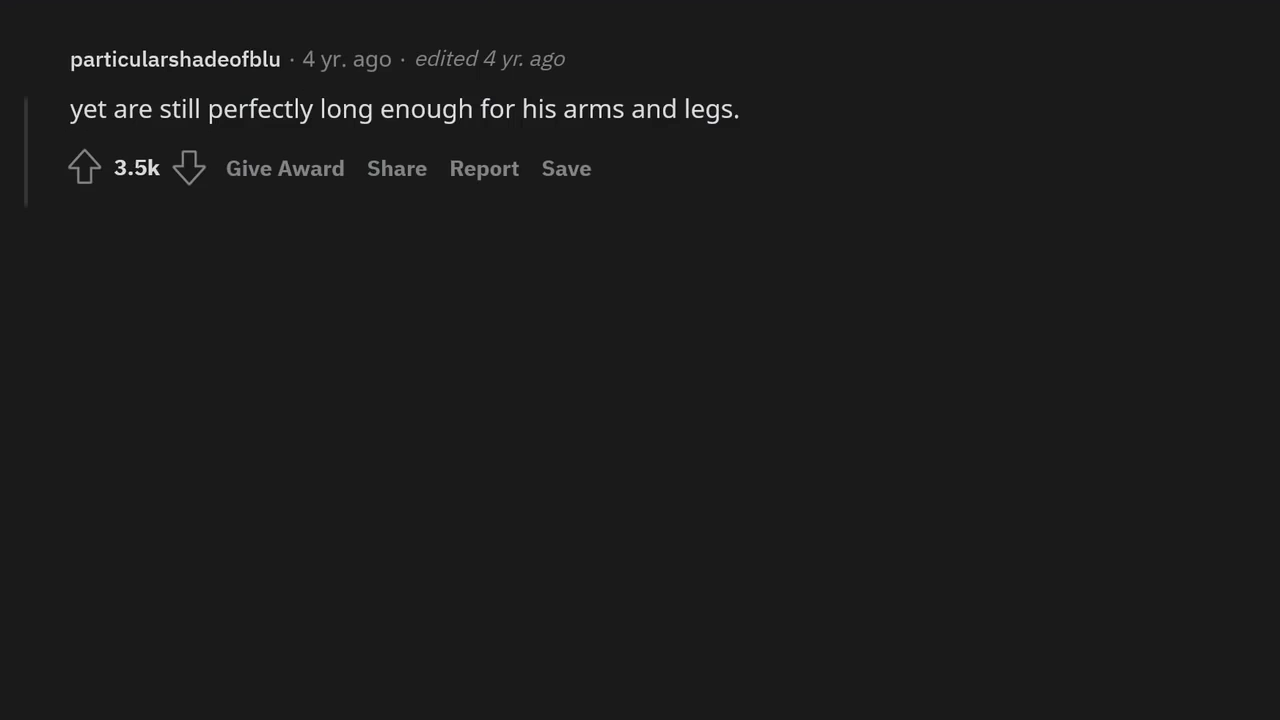 particularshadeofblu · 4 yr. ago · edited 4 yr. ago
yet are still perfectly long enough for his arms and legs.
3.5k Give Award Share Report Save